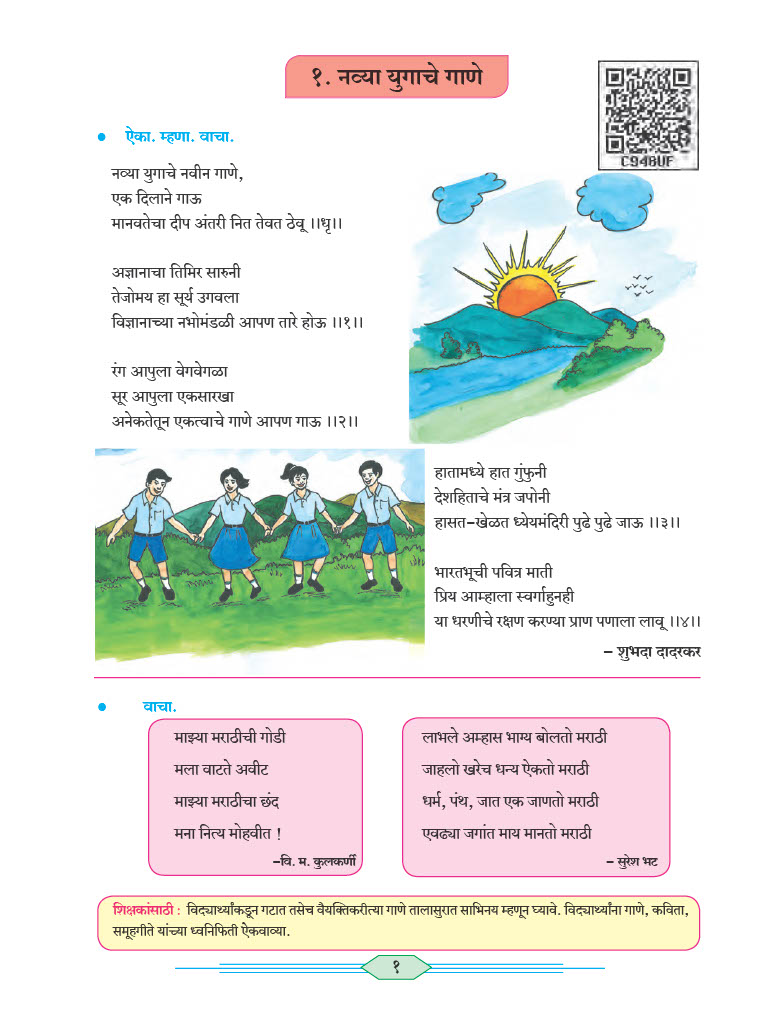 १. नव्या युगाचे गाणे
C948UF
• ऐका. म्हणा. वाचा.
नव्या युगाचे नवीन गाणे,
एक दिलाने गाऊ
मानवतेचा दीप अंतरी नित तेवत ठेवू ।।धृ।।
अज्ञानाचा तिमिर सारुनी
तेजोमय हा सूर्य उगवला
विज्ञानाच्या नभोमंडळी आपण तारे होऊ ।।१।।
रंग आपुला वेगवेगळा
सूर आपुला एकसारखा
अनेकतेतून एकत्वाचे गाणे आपण गाऊ ।।२।।
हातामध्ये हात गुंफुनी
देशहिताचे मंत्र जपोनी
हासत-खेळत ध्येयमंदिरी पुढे पुढे जाऊ ।।३।।
भारतभूची पवित्र माती
प्रिय आम्हाला स्वर्गाहुनही
या धरणीचे रक्षण करण्या प्राण पणाला लावू ।।४।।
– शुभदा दादरकर
• वाचा.
माझ्या मराठीची गोडी
मला वाटते अवीट
माझ्या मराठीचा छंद
मना नित्य मोहवीत !
–वि. म. कुलकर्णी
लाभले अम्हास भाग्य बोलतो मराठी
जाहलो खरेच धन्य ऐकतो मराठी
धर्म, पंथ, जात एक जाणतो मराठी
एवढ्या जगांत माय मानतो मराठी
– सुरेश भट
शिक्षकांसाठी : विद्यार्थ्यांकडून गटात तसेच वैयक्तिकरीत्या गाणे तालासुरात साभिनय म्हणून घ्यावे. विद्यार्थ्यांना गाणे, कविता,
समूहगीते यांच्या ध्वनिफिती ऐकवाव्या.
१